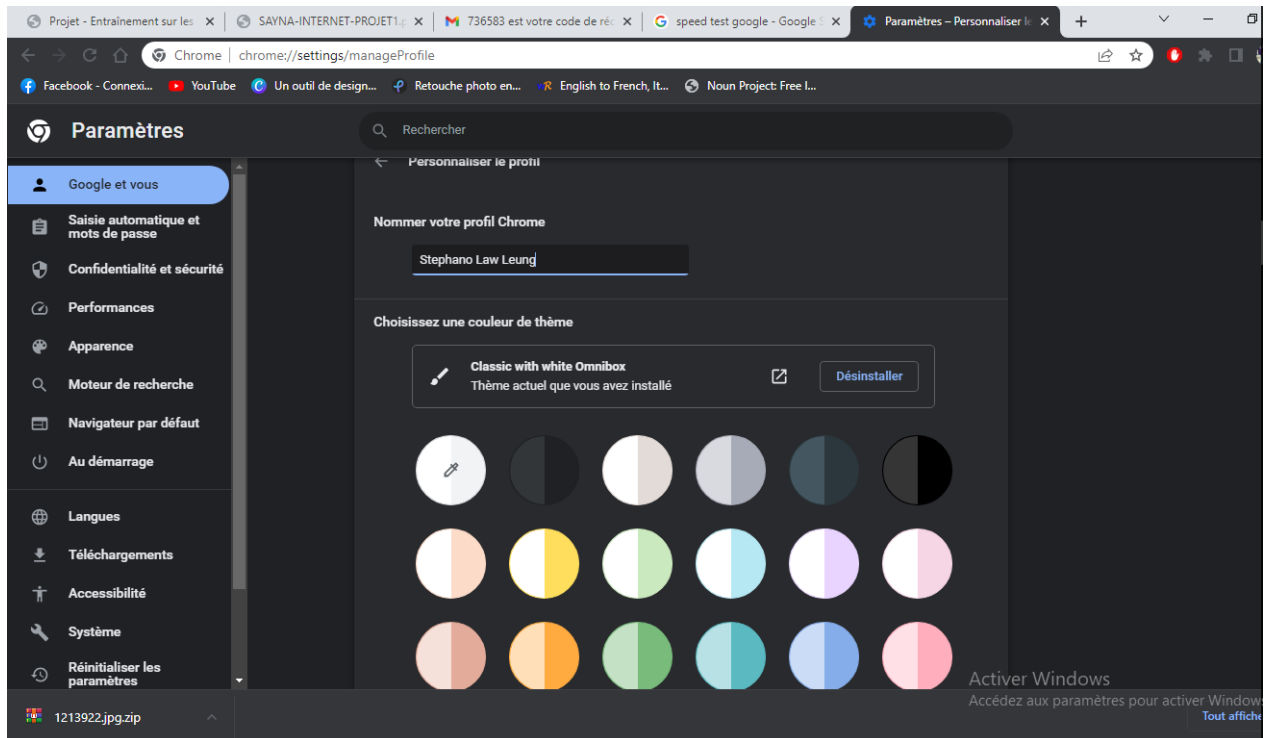 Projet - Entraînement sur les
SAYNA-INTERNET-PROJET1.p
736583 est votre code de réc
speed test google - Google S
Paramètres – Personnaliser le
Chrome
chrome://settings/manageProfile
Facebook - Connexi...
YouTube
Un outil de design...
Retouche photo en...
English to French, It...
Noun Project: Free I...
Paramètres
Rechercher
Google et vous
Saisie automatique et
mots de passe
Confidentialité et sécurité
Performances
Apparence
Moteur de recherche
Navigateur par défaut
Au démarrage
Langues
Téléchargements
Accessibilité
Système
Réinitialiser les
paramètres
Personnaliser le profil
Nommer votre profil Chrome
Stephano Law Leung
Choisissez une couleur de thème
Classic with white Omnibox
Thème actuel que vous avez installé
Désinstaller
Activer Windows
Accédez aux paramètres pour activer Windows
1213922.jpg.zip
Tout affiche